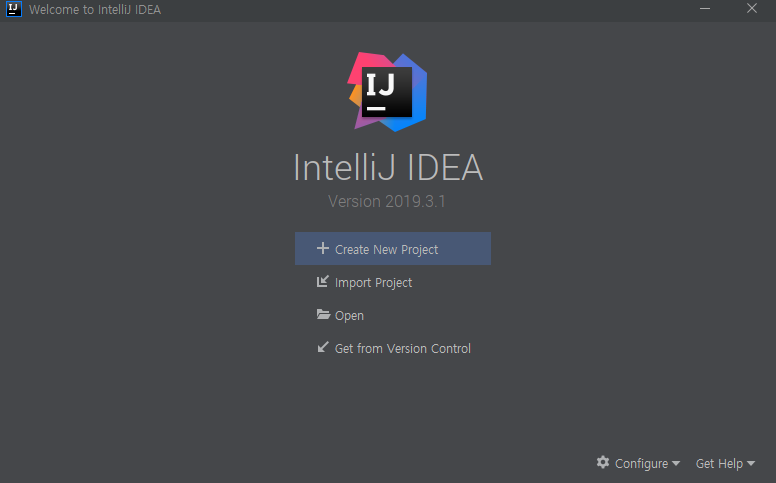 Welcome to IntelliJ IDEA
IJ
IntelliJ IDEA
Version 2019.3.1
Create New Project
Import Project
Open
Get from Version Control
Configure
Get Help